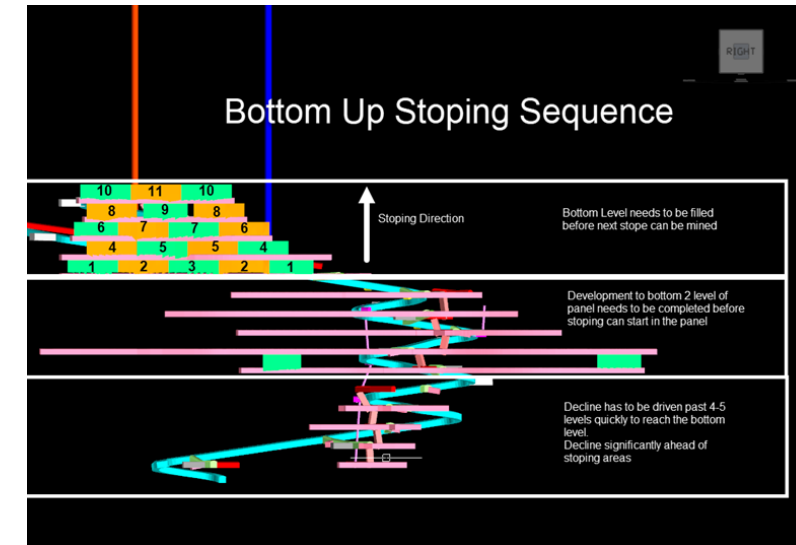 RIGHT
Bottom Up Stoping Sequence
10 11 10
8 9 8
6 7 7 6
4 5 5 4
1 2 3 2 1
Stoping Direction
Bottom Level needs to be filled
before next stope can be mined
Development to bottom 2 level of
panel needs to be completed before
stoping can start in the panel
Decline has to be driven past 4-5
levels quickly to reach the bottom
level.
Decline significantly ahead of
stoping areas